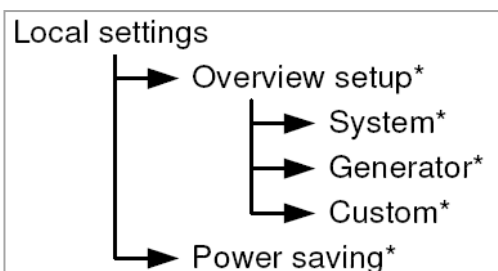 Local settings
Overview setup*
System*
Generator*
Custom*
Power saving*